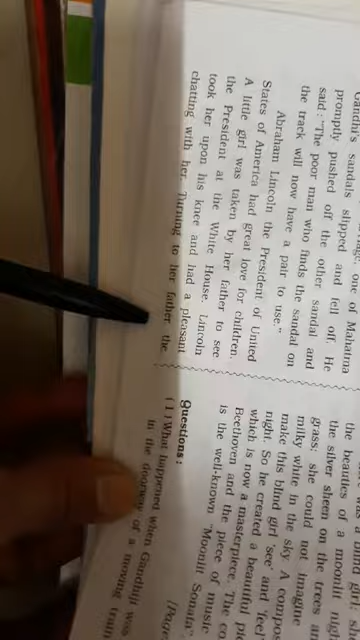 one of Mahatma
Gandhi's sandals slipped and fell off. He
promptly pushed off the other sandal and
said : "The poor man who finds the sandal on
the track will now have a pair to use."
Abraham Lincoln the President of United
States of America had great love for children.
A little girl was taken by her father to see
the President at the White House. Lincoln
took her upon his knee and had a pleasant
chatting with her. Turning to her father the
blind girl
the beauties of a moonlit
the silver sheen on the trees
grass; she could not imagine
milky white in the sky. A
make this blind girl 'see' and 'feel
night. So he created a beautiful
which is now a masterpiece. The
Beethoven and the piece of music
is the well-known "Moonlit Sonata"
Questions :
(1) What happened when Gandhiji was
in the doorway of a moving train